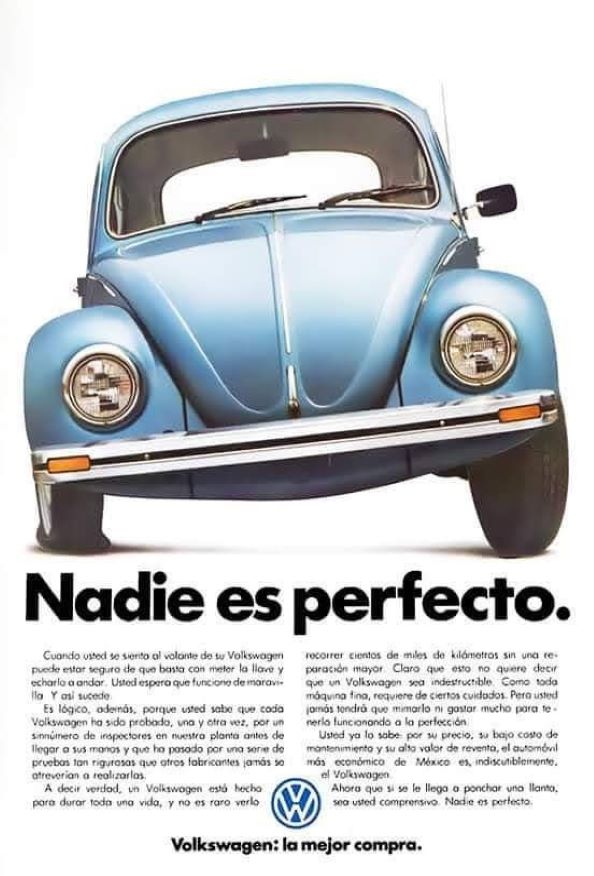 Nadie es perfecto.
Cuando usted se sienta al volante de su Volkswagen
puede estar seguro de que basta con meter la llave y
echarlo a andar. Usted espera que funcione de maravi-
lla. Y así sucede.
Es lógico, además, porque usted sabe que cada
Volkswagen ha sido probado, una y otra vez, por un
sinnúmero de inspectores en nuestra planta antes de
llegar a sus manos y que ha pasado por una serie de
pruebas tan rigurosas que otros fabricantes jamás se
atreverían a realizarlas.
A decir verdad, un Volkswagen está hecho
para durar toda una vida, y no es raro verlo
recorrer cientos de miles de kilómetros sin una re-
paración mayor. Claro que esto no quiere decir
que un Volkswagen sea indestructible. Como toda
máquina fina, requiere de ciertos cuidados. Pero usted
jamás tendrá que mimarlo ni gastar mucho para te-
nerlo funcionando a la perfección.
Usted ya lo sabe: por su precio, su bajo costo de
mantenimiento y su alto valor de reventa, el automóvil
más económico de México es, indiscutiblemente,
el Volkswagen.
Ahora que si se le llega a ponchar una llanta,
sea usted comprensivo. Nadie es perfecto.
VW
Volkswagen: la mejor compra.